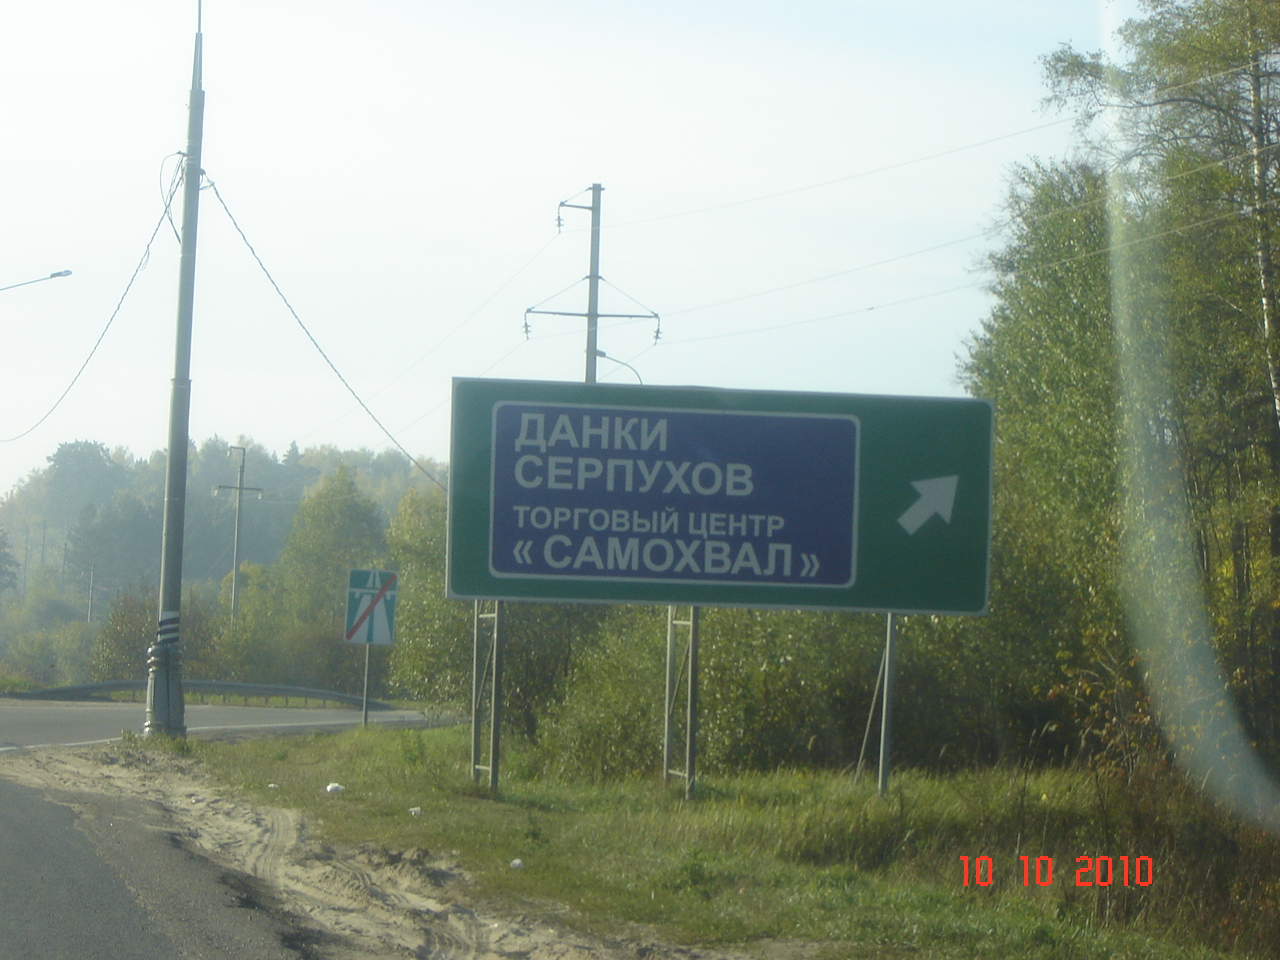 ДАНКИ
СЕРПУХОВ
ТОРГОВЫЙ ЦЕНТР
«САМОХВАЛ»
10 10 2010